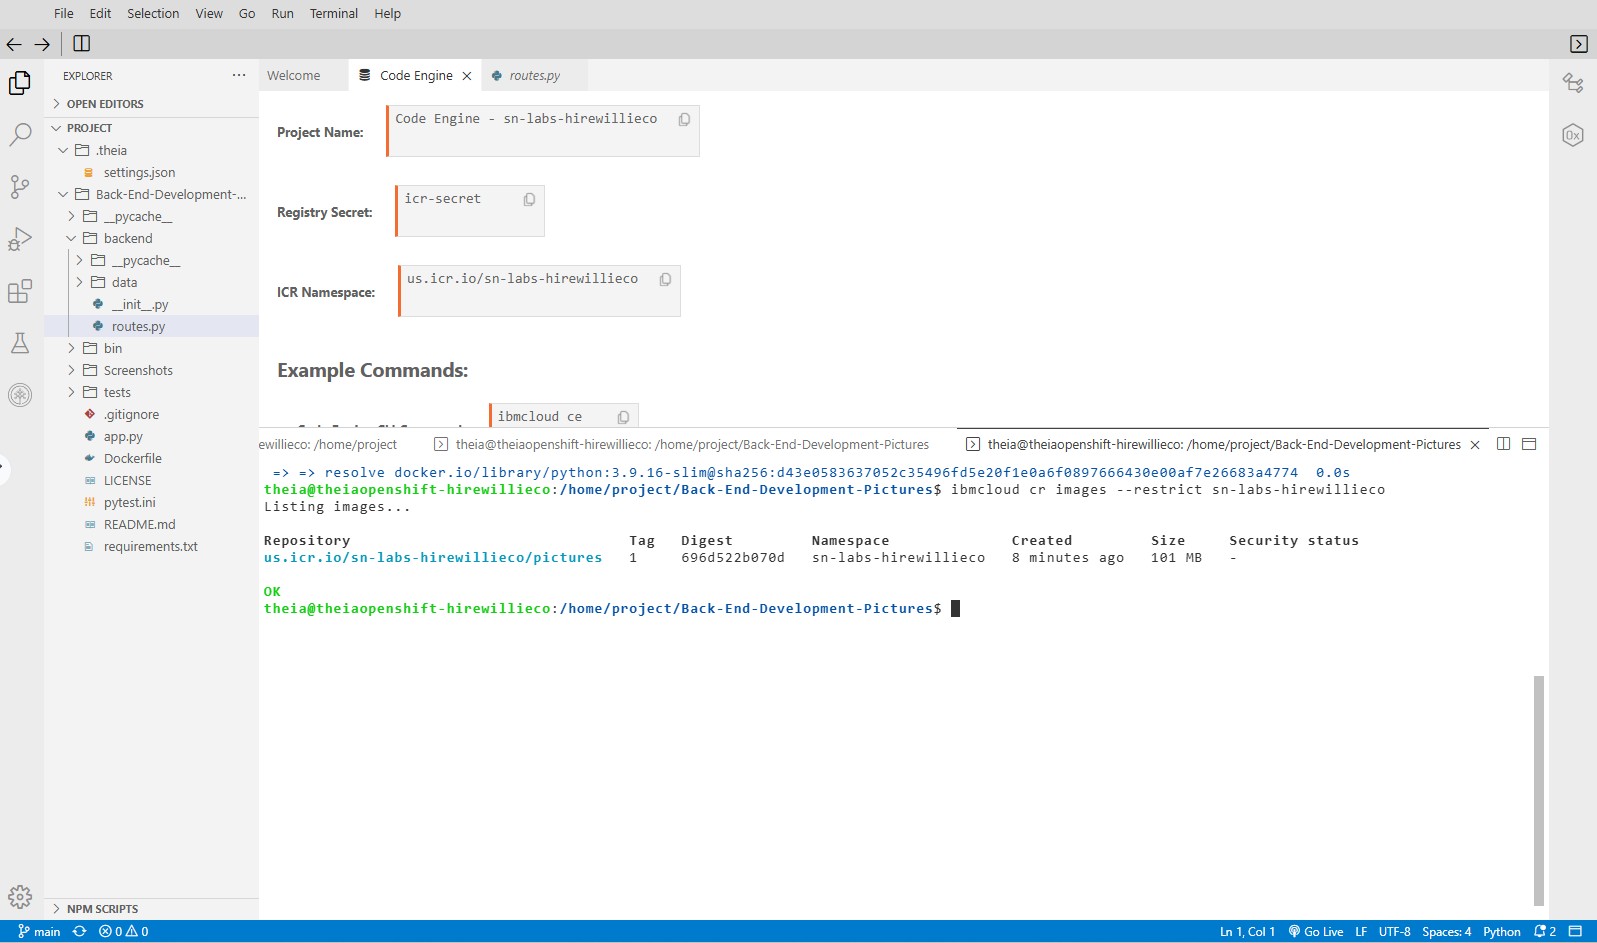 File Edit Selection View Go Run Terminal Help
EXPLORER ...
OPEN EDITORS
PROJECT
.theia
settings.json
Back-End-Development-...
__pycache__
backend
__pycache__
data
__init__.py
routes.py
bin
Screenshots
tests
.gitignore
app.py
Dockerfile
LICENSE
pytest.ini
README.md
requirements.txt
NPM SCRIPTS
Welcome Code Engine routes.py
Project Name: Code Engine - sn-labs-hirewillieco
Registry Secret: icr-secret
ICR Namespace: us.icr.io/sn-labs-hirewillieco
Example Commands:
ibmcloud ce
ewillieco: /home/project theia@theiaopenshift-hirewillieco: /home/project/Back-End-Development-Pictures theia@theiaopenshift-hirewillieco: /home/project/Back-End-Development-Pictures
=> => resolve docker.io/library/python:3.9.16-slim@sha256:d43e0583637052c35496fd5e20f1e0a6f0897666430e00af7e26683a4774 0.0s
theia@theiaopenshift-hirewillieco:/home/project/Back-End-Development-Pictures$ ibmcloud cr images --restrict sn-labs-hirewillieco
Listing images...
Repository Tag Digest Namespace Created Size Security status
us.icr.io/sn-labs-hirewillieco/pictures 1 696d522b070d sn-labs-hirewillieco 8 minutes ago 101 MB -
OK
theia@theiaopenshift-hirewillieco:/home/project/Back-End-Development-Pictures$
main 0 0 Ln 1, Col 1 Go Live LF UTF-8 Spaces: 4 Python 2